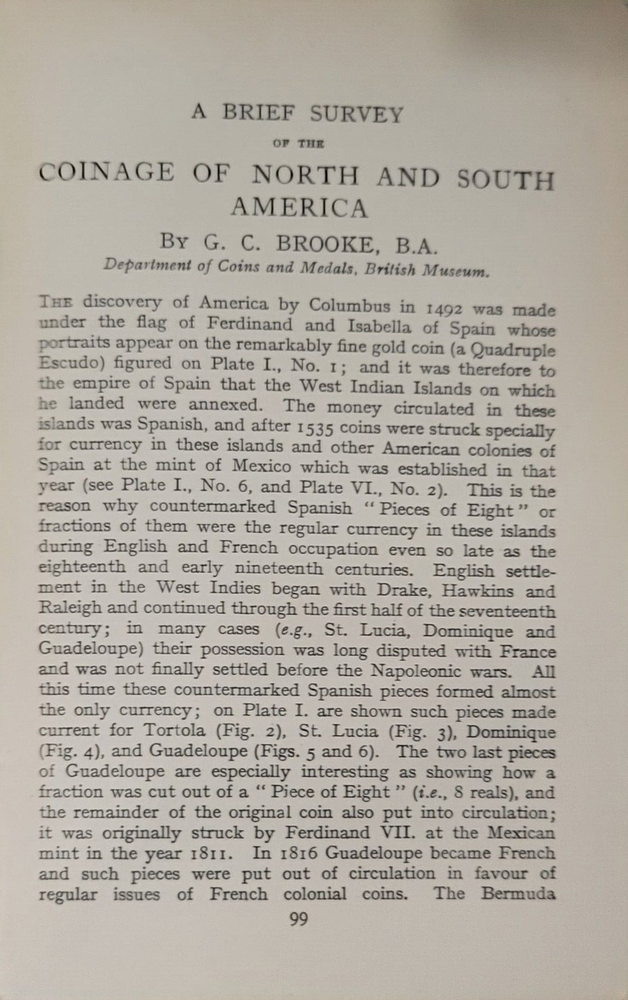 A BRIEF SURVEY
OF THE
COINAGE OF NORTH AND SOUTH
AMERICA
By G. C. BROOKE, B.A.
Department of Coins and Medals, British Museum.
THE discovery of America by Columbus in 1492 was made
under the flag of Ferdinand and Isabella of Spain whose
portraits appear on the remarkably fine gold coin (a Quadruple
Escudo) figured on Plate I., No. 1; and it was therefore to
the empire of Spain that the West Indian Islands on which
he landed were annexed. The money circulated in these
islands was Spanish, and after 1535 coins were struck specially
for currency in these islands and other American colonies of
Spain at the mint of Mexico which was established in that
year (see Plate I., No. 6, and Plate VI., No. 2). This is the
reason why countermarked Spanish “Pieces of Eight” or
fractions of them were the regular currency in these islands
during English and French occupation even so late as the
eighteenth and early nineteenth centuries. English settle-
ment in the West Indies began with Drake, Hawkins and
Raleigh and continued through the first half of the seventeenth
century; in many cases (e.g., St. Lucia, Dominique and
Guadeloupe) their possession was long disputed with France
and was not finally settled before the Napoleonic wars. All
this time these countermarked Spanish pieces formed almost
the only currency; on Plate I. are shown such pieces made
current for Tortola (Fig. 2), St. Lucia (Fig. 3), Dominique
(Fig. 4), and Guadeloupe (Figs. 5 and 6). The two last pieces
of Guadeloupe are especially interesting as showing how a
fraction was cut out of a “Piece of Eight” (i.e., 8 reals), and
the remainder of the original coin also put into circulation;
it was originally struck by Ferdinand VII. at the Mexican
mint in the year 1811. In 1816 Guadeloupe became French
and such pieces were put out of circulation in favour of
regular issues of French colonial coins. The Bermuda
99